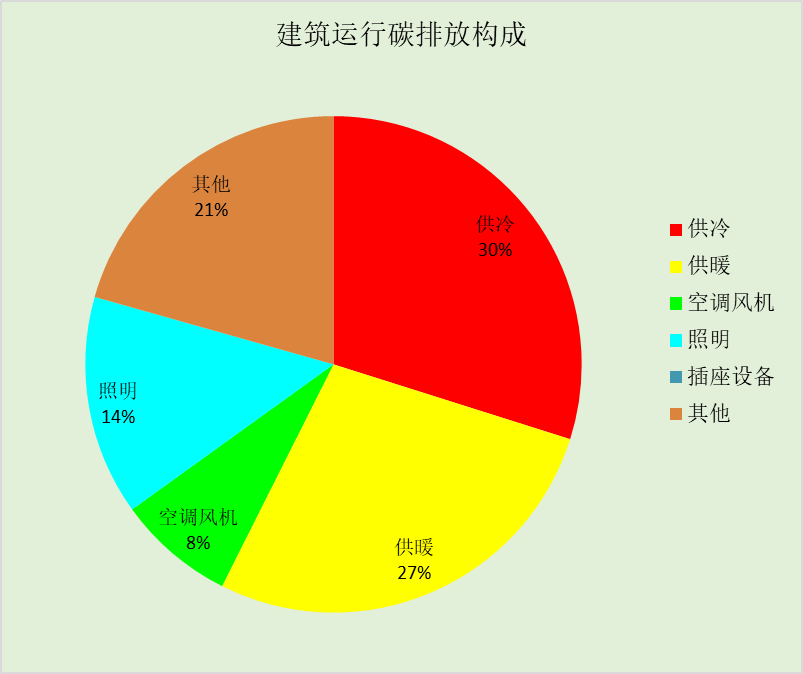 建筑运行碳排放构成
其他
21%
供冷
30%
照明
14%
空调风机
8%
供暖
27%
供冷
供暖
空调风机
照明
插座设备
其他